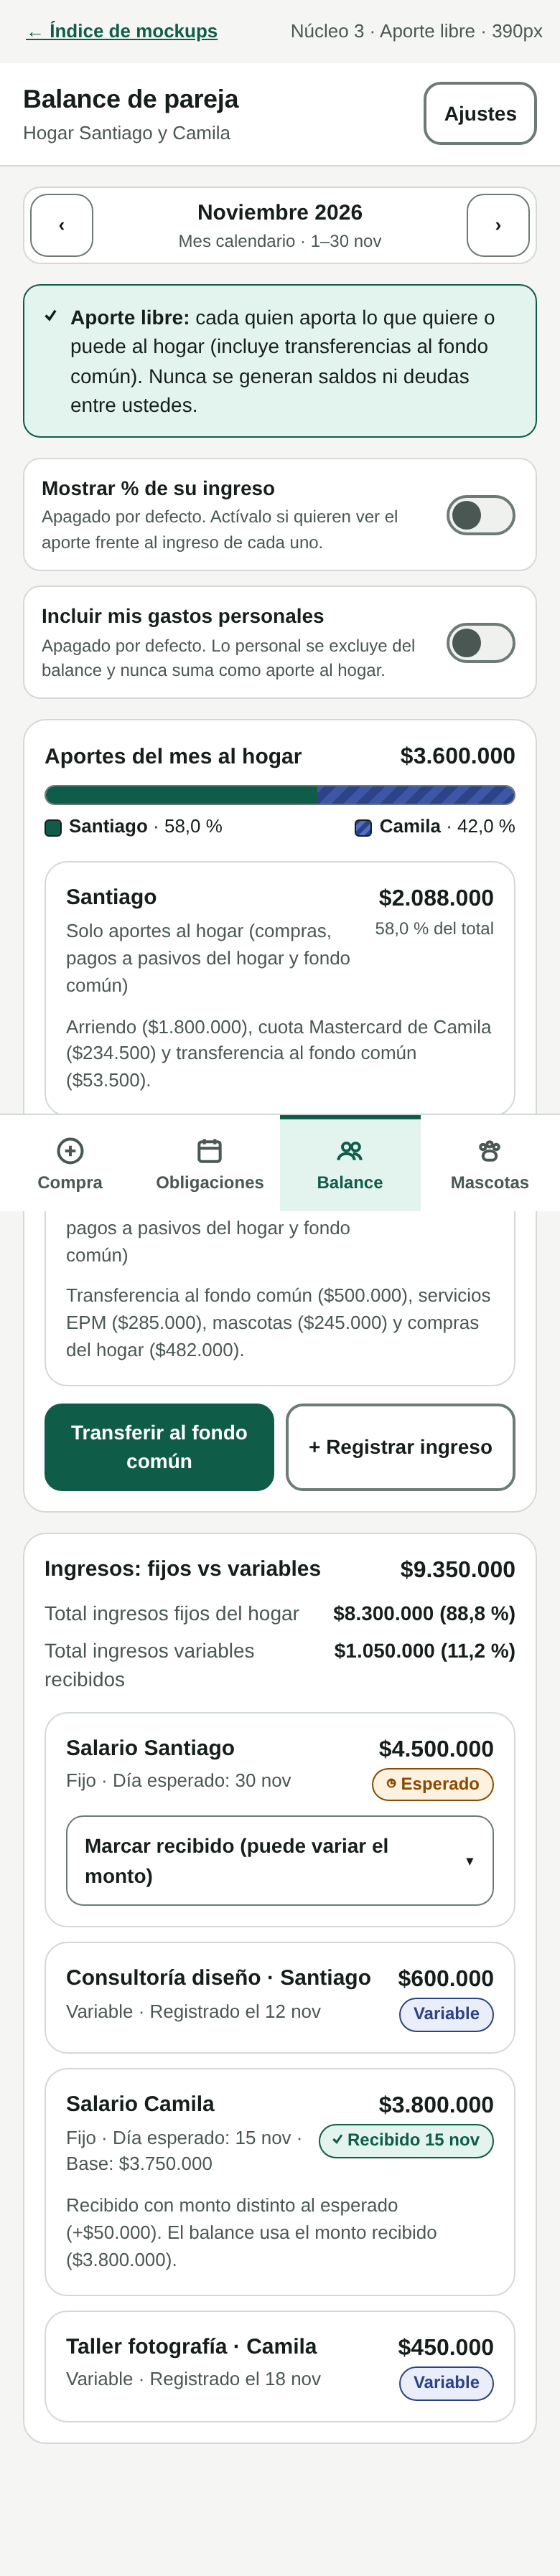 ← Índice de mockups
Núcleo 3 · Aporte libre · 390px
Balance de pareja
Hogar Santiago y Camila
Ajustes
‹
Noviembre 2026
Mes calendario · 1–30 nov
›
✓ Aporte libre: cada quien aporta lo que quiere o
puede al hogar (incluye transferencias al fondo
común). Nunca se generan saldos ni deudas
entre ustedes.
Mostrar % de su ingreso
Apagado por defecto. Actívalo si quieren ver el
aporte frente al ingreso de cada uno.
Incluir mis gastos personales
Apagado por defecto. Lo personal se excluye del
balance y nunca suma como aporte al hogar.
Aportes del mes al hogar
$3.600.000
Santiago · 58,0 %
Camila · 42,0 %
Santiago
$2.088.000
Solo aportes al hogar (compras,
pagos a pasivos del hogar y fondo
común)
58,0 % del total
Arriendo ($1.800.000), cuota Mastercard de Camila
($234.500) y transferencia al fondo común
($53.500).
Compra
Obligaciones
Balance
Mascotas
pagos a pasivos del hogar y fondo
común)
Transferencia al fondo común ($500.000), servicios
EPM ($285.000), mascotas ($245.000) y compras
del hogar ($482.000).
Transferir al fondo
común
+ Registrar ingreso
Ingresos: fijos vs variables
$9.350.000
Total ingresos fijos del hogar
$8.300.000 (88,8 %)
Total ingresos variables
recibidos
$1.050.000 (11,2 %)
Salario Santiago
$4.500.000
Fijo · Día esperado: 30 nov
Esperado
Marcar recibido (puede variar el
monto)
▼
Consultoría diseño · Santiago
$600.000
Variable · Registrado el 12 nov
Variable
Salario Camila
$3.800.000
Fijo · Día esperado: 15 nov ·
Base: $3.750.000
✓ Recibido 15 nov
Recibido con monto distinto al esperado
(+$50.000). El balance usa el monto recibido
($3.800.000).
Taller fotografía · Camila
$450.000
Variable · Registrado el 18 nov
Variable